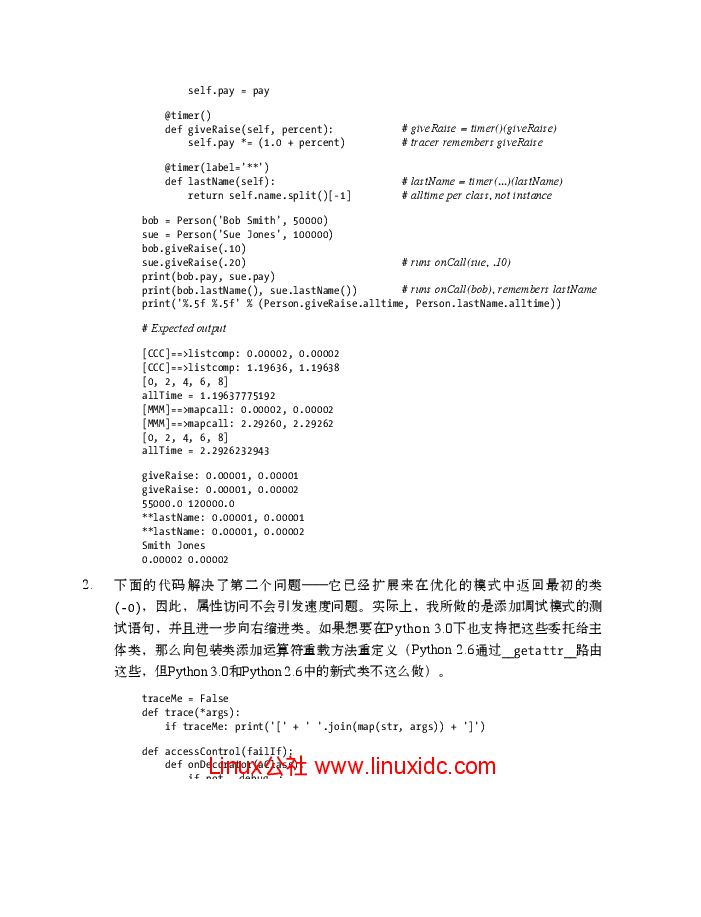 self.pay = pay
@timer()
def giveRaise(self, percent): # giveRaise = timer()(giveRaise)
self.pay *= (1.0 + percent) # tracer remembers giveRaise
@timer(label='**')
def lastName(self): # lastName = timer(...)(lastName)
return self.name.split()[-1] # alltime per class, not instance
bob = Person('Bob Smith', 50000)
sue = Person('Sue Jones', 100000)
bob.giveRaise(.10)
sue.giveRaise(.20) # runs onCall(sue, .10)
print(bob.pay, sue.pay)
print(bob.lastName(), sue.lastName()) # runs onCall(bob), remembers lastName
print('%.5f %.5f' % (Person.giveRaise.alltime, Person.lastName.alltime))
# Expected output
[CCC]==>listcomp: 0.00002, 0.00002
[CCC]==>listcomp: 1.19636, 1.19638
[0, 2, 4, 6, 8]
allTime = 1.19637775192
[MMM]==>mapcall: 0.00002, 0.00002
[MMM]==>mapcall: 2.29260, 2.29262
[0, 2, 4, 6, 8]
allTime = 2.2926232943
giveRaise: 0.00001, 0.00001
giveRaise: 0.00001, 0.00002
55000.0 120000.0
**lastName: 0.00001, 0.00001
**lastName: 0.00001, 0.00002
Smith Jones
0.00002 0.00002
2. 下面的代码解决了第二个问题——它已经扩展来在优化的模式中返回最初的类
(-0)，因此，属性访问不会引发速度问题。实际上，我所做的是添加调试模式的测
试语句，并且进一步向右缩进类。如果想要在Python 3.0下也支持把这些委托给主
体类，那么向包装类添加运算符重载方法重定义（Python 2.6通过__getattr__路由
这些，但Python 3.0和Python 2.6中的新式类不这么做）。
traceMe = False
def trace(*args):
if traceMe: print('[' + ' '.join(map(str, args)) + ']')
def accessControl(failIf):
def onDecorator(aClass):
if not __debug__:
Linux公社 www.linuxidc.com